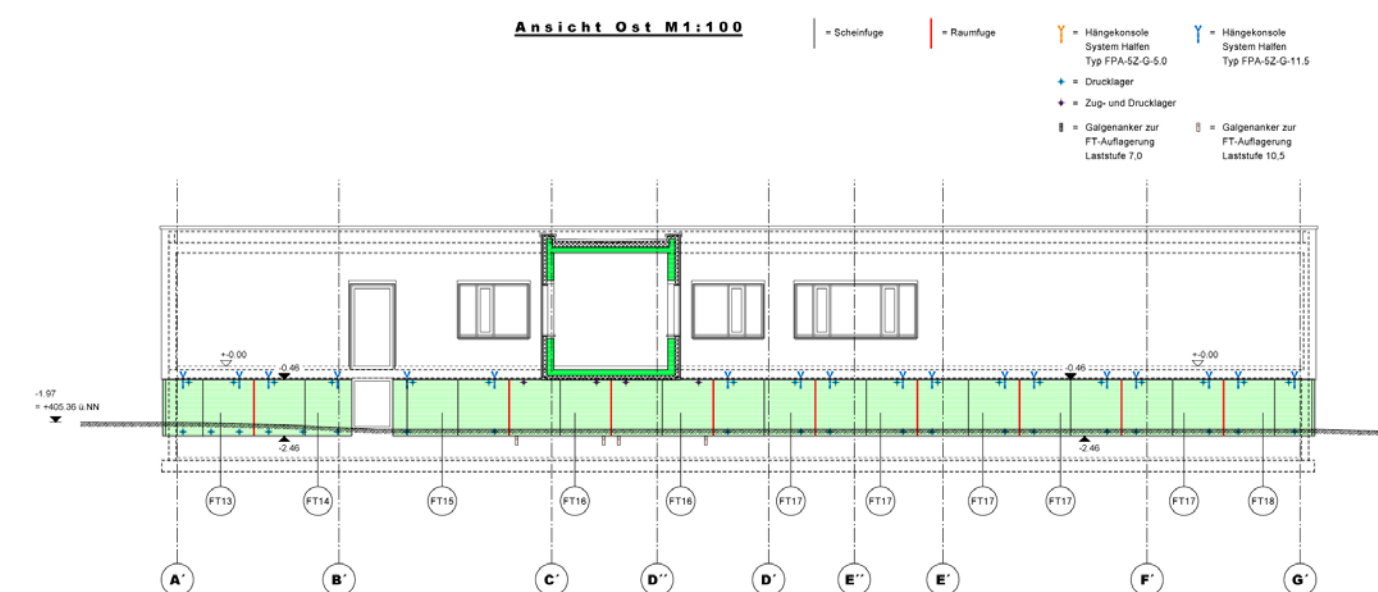 Ansicht Ost M1:100
= Scheinfuge
= Raumfuge
= Hängekonsole
System Halfen
Typ FPA-5Z-G-5.0
= Hängekonsole
System Halfen
Typ FPA-5Z-G-11.5
= Drucklager
= Zug- und Drucklager
= Galgenanker zur
FT-Auflagerung
Laststufe 7,0
= Galgenanker zur
FT-Auflagerung
Laststufe 10,5
+-0.00
-0.46
-0.46
+-0.00
-1.97
= +405.36 ü.NN
-2.46
-2.46
FT13
FT14
FT15
FT16
FT16
FT17
FT17
FT17
FT17
FT17
FT18
A´
B´
C´
D´´
D´
E´´
E´
F´
G´